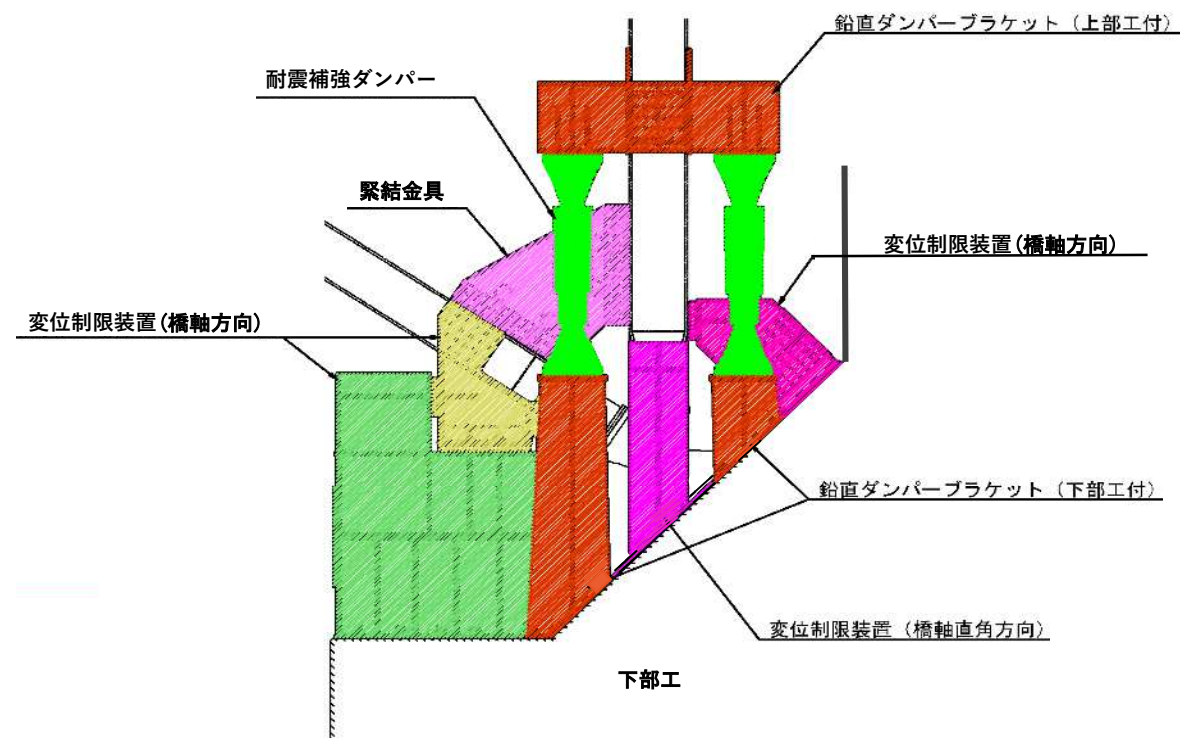 鉛直ダンパーブラケット（上部工付）
耐震補強ダンパー
緊結金具
変位制限装置(橋軸方向)
変位制限装置(橋軸方向)
鉛直ダンパーブラケット（下部工付）
変位制限装置（橋軸直角方向）
下部工